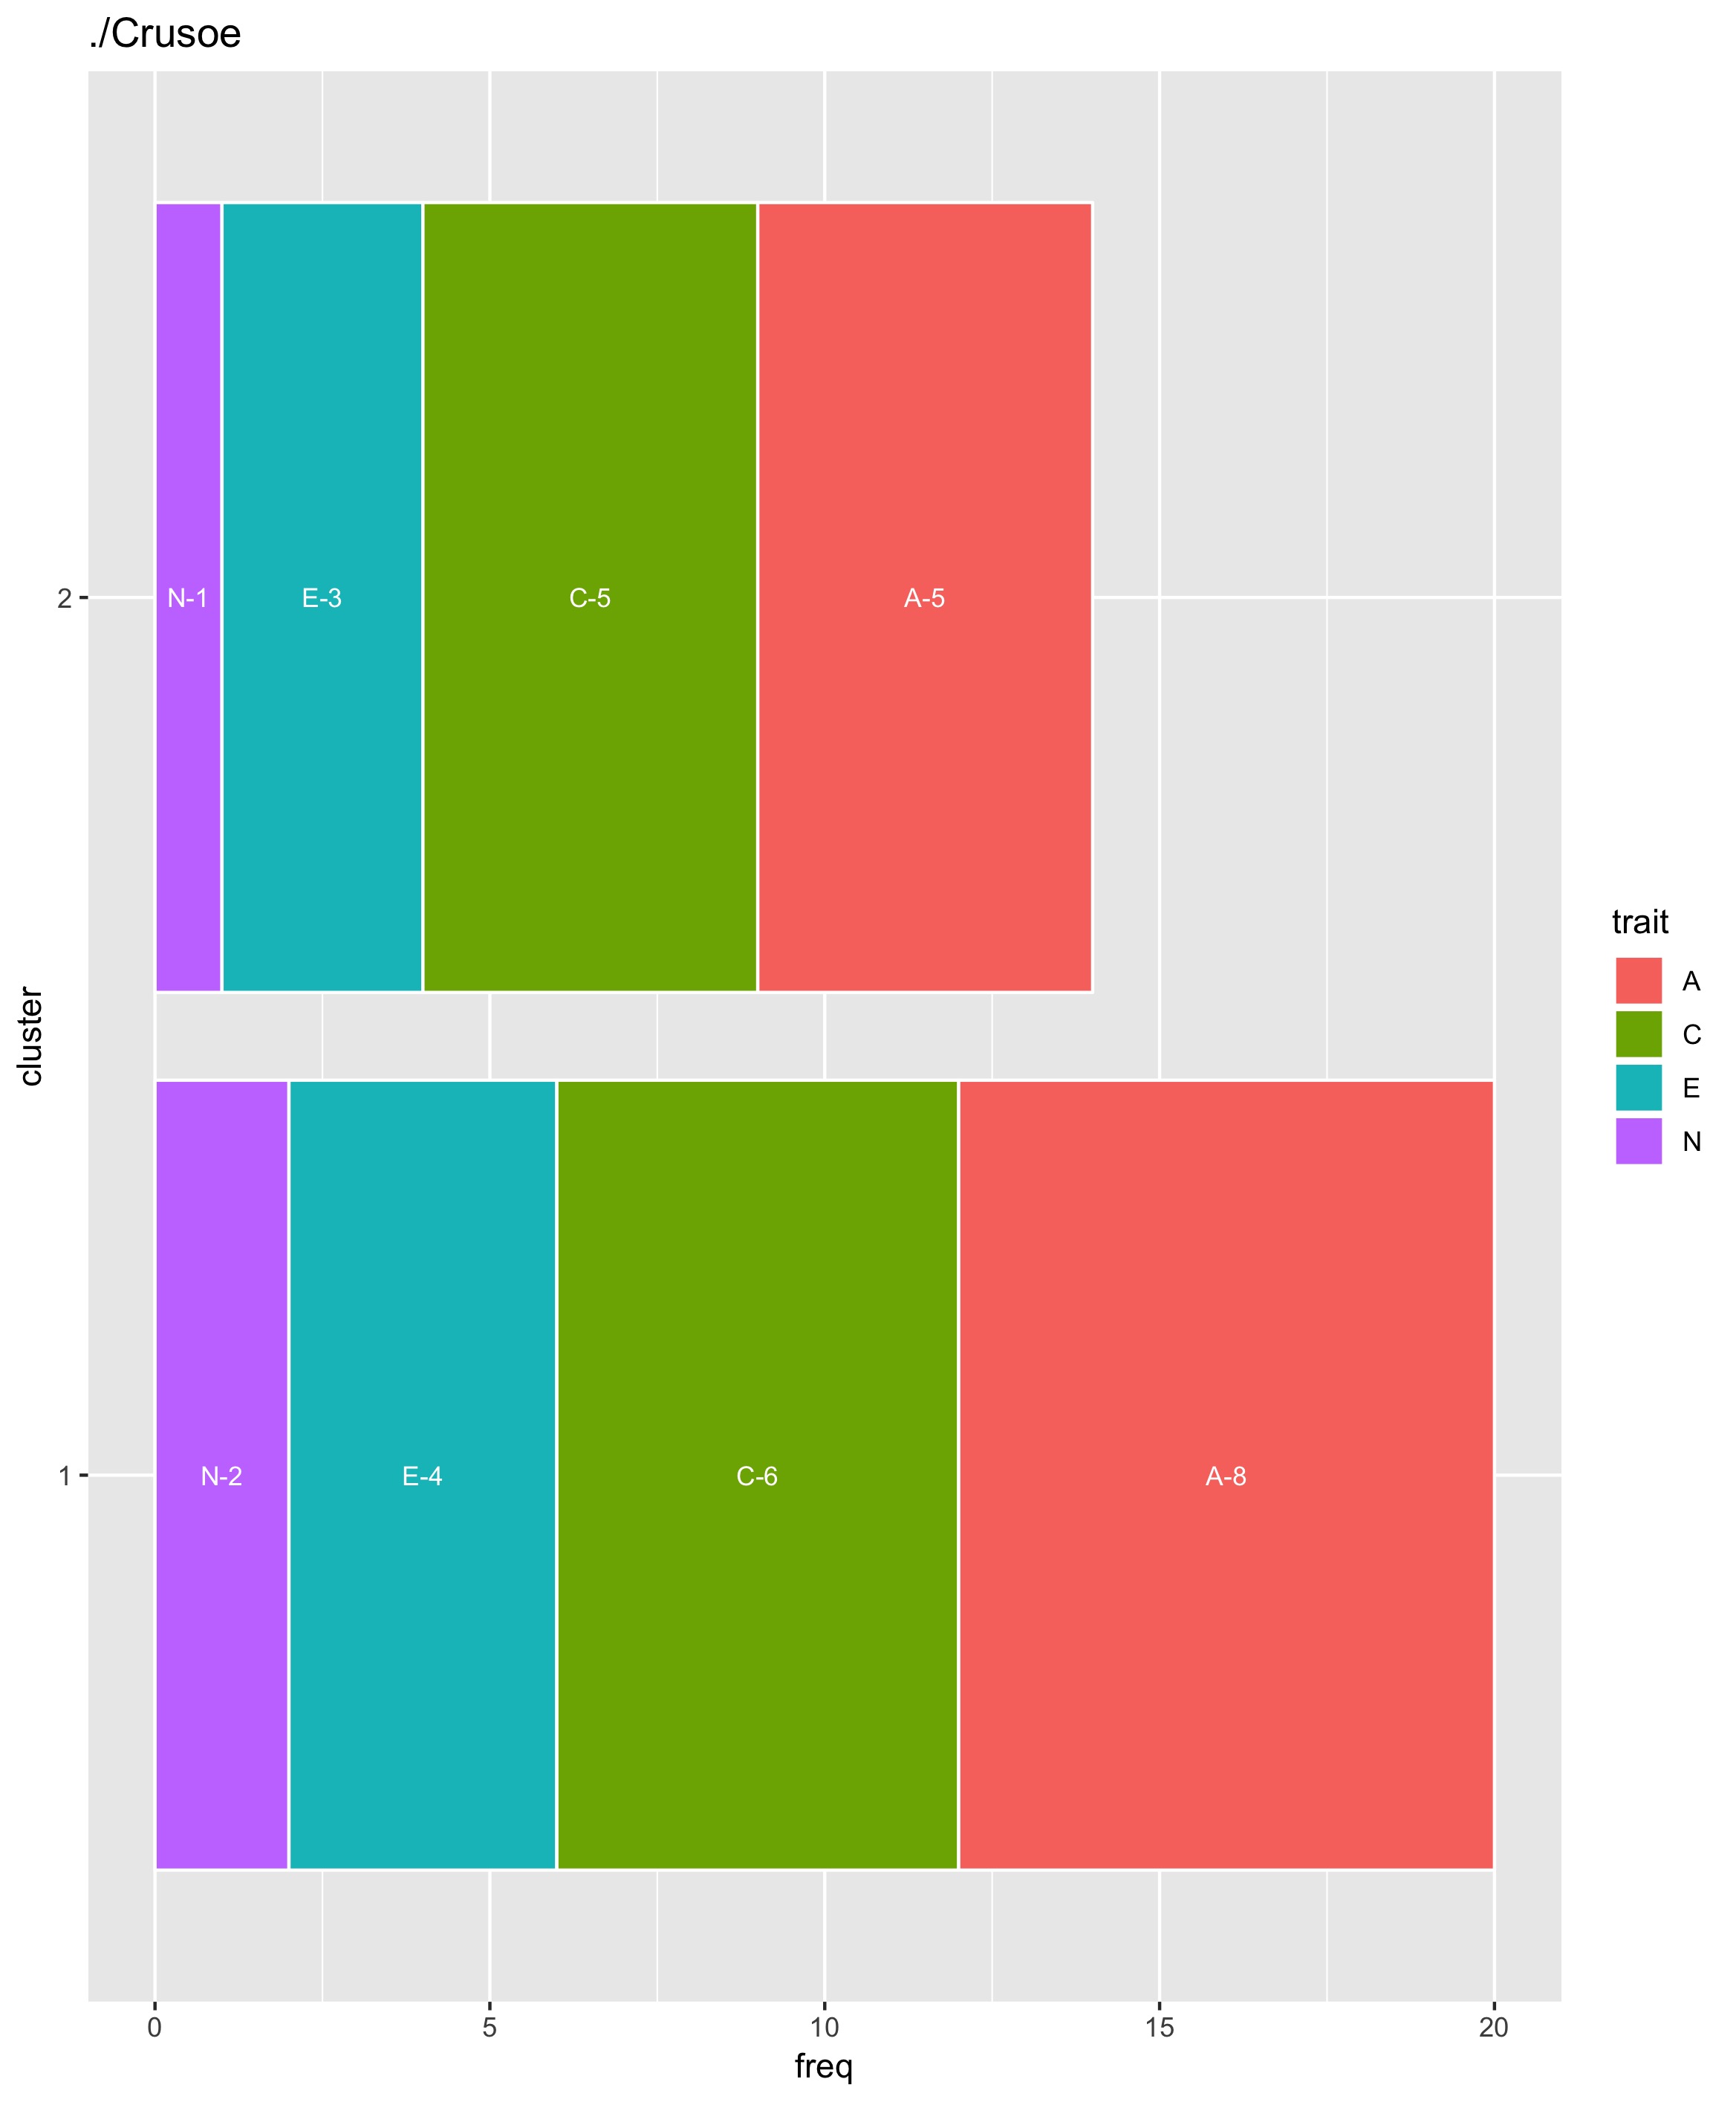 ./Crusoe
cluster
2
N-1 E-3 C-5 A-5
1
N-2 E-4 C-6 A-8
0 5 10 15 20
freq
trait
A
C
E
N